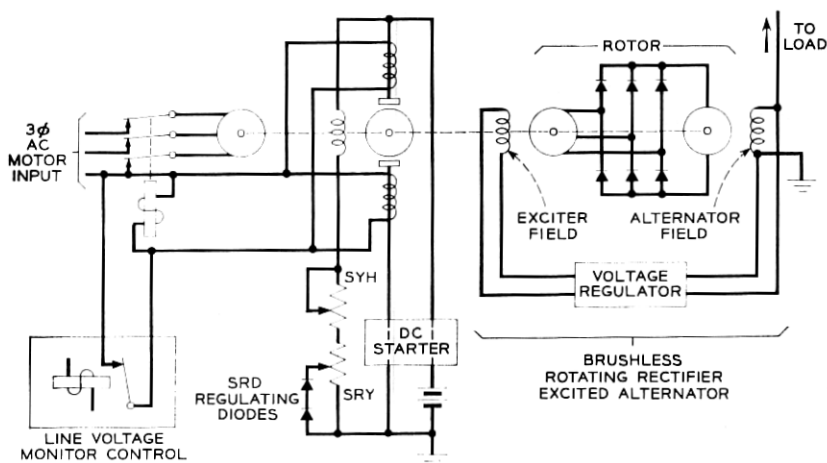 3ϕ
AC
MOTOR
INPUT
LINE VOLTAGE
MONITOR CONTROL
SRD
REGULATING
DIODES
SYH
SRY
DC
STARTER
ROTOR
TO
LOAD
EXCITER
FIELD
ALTERNATOR
FIELD
VOLTAGE
REGULATOR
BRUSHLESS
ROTATING RECTIFIER
EXCITED ALTERNATOR